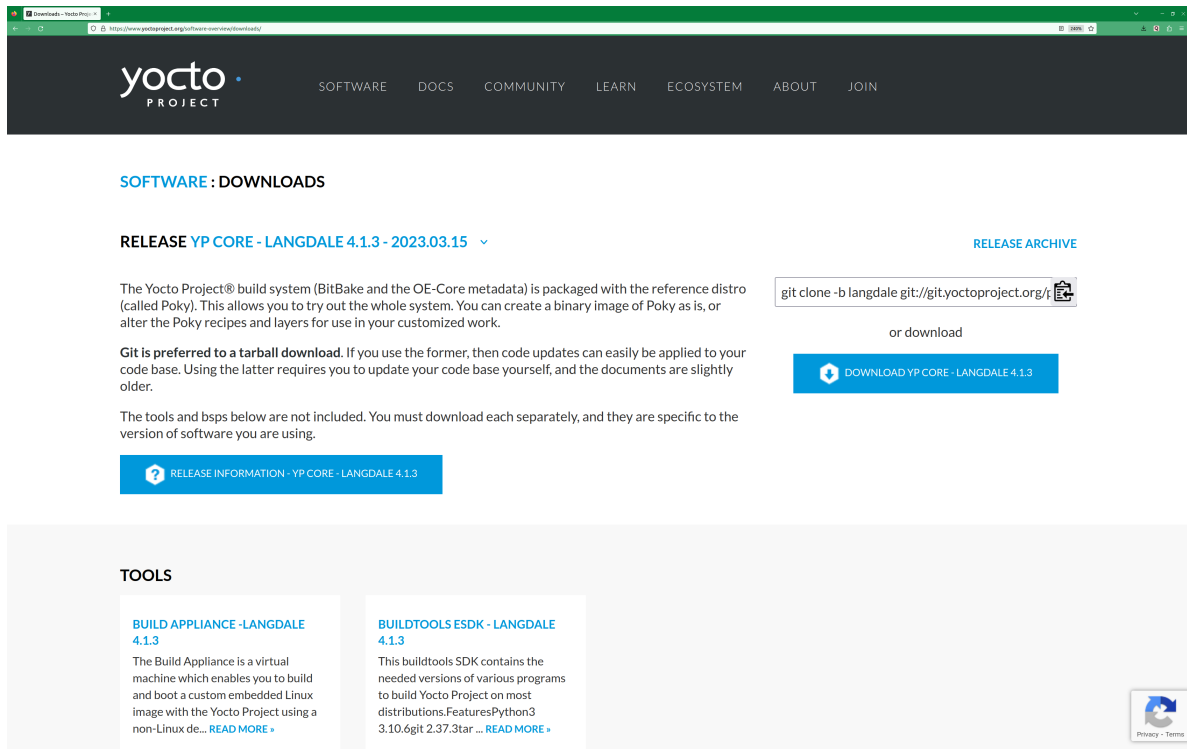 Downloads – Yocto Proje
https://www.yoctoproject.org/software-overview/downloads/
240%
yocto
PROJECT
SOFTWARE DOCS COMMUNITY LEARN ECOSYSTEM ABOUT JOIN
SOFTWARE : DOWNLOADS
RELEASE YP CORE - LANGDALE 4.1.3 - 2023.03.15
RELEASE ARCHIVE
The Yocto Project® build system (BitBake and the OE-Core metadata) is packaged with the reference distro
(called Poky). This allows you to try out the whole system. You can create a binary image of Poky as is, or
alter the Poky recipes and layers for use in your customized work.
Git is preferred to a tarball download. If you use the former, then code updates can easily be applied to your
code base. Using the latter requires you to update your code base yourself, and the documents are slightly
older.
The tools and bsps below are not included. You must download each separately, and they are specific to the
version of software you are using.
RELEASE INFORMATION - YP CORE - LANGDALE 4.1.3
git clone -b langdale git://git.yoctoproject.org/p
or download
DOWNLOAD YP CORE - LANGDALE 4.1.3
TOOLS
BUILD APPLIANCE -LANGDALE
4.1.3
The Build Appliance is a virtual
machine which enables you to build
and boot a custom embedded Linux
image with the Yocto Project using a
non-Linux de... READ MORE »
BUILDTOOLS ESDK - LANGDALE
4.1.3
This buildtools SDK contains the
needed versions of various programs
to build Yocto Project on most
distributions.FeaturesPython3
3.10.6git 2.37.3tar ... READ MORE »
Privacy - Terms